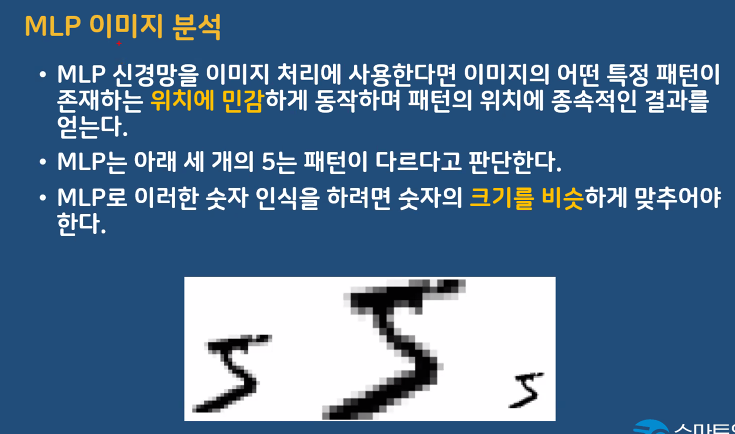 MLP 이미지 분석
• MLP 신경망을 이미지 처리에 사용한다면 이미지의 어떤 특정 패턴이
존재하는 위치에 민감하게 동작하며 패턴의 위치에 종속적인 결과를
얻는다.
• MLP는 아래 세 개의 5는 패턴이 다르다고 판단한다.
• MLP로 이러한 숫자 인식을 하려면 숫자의 크기를 비슷하게 맞추어야
한다.
5 5 5